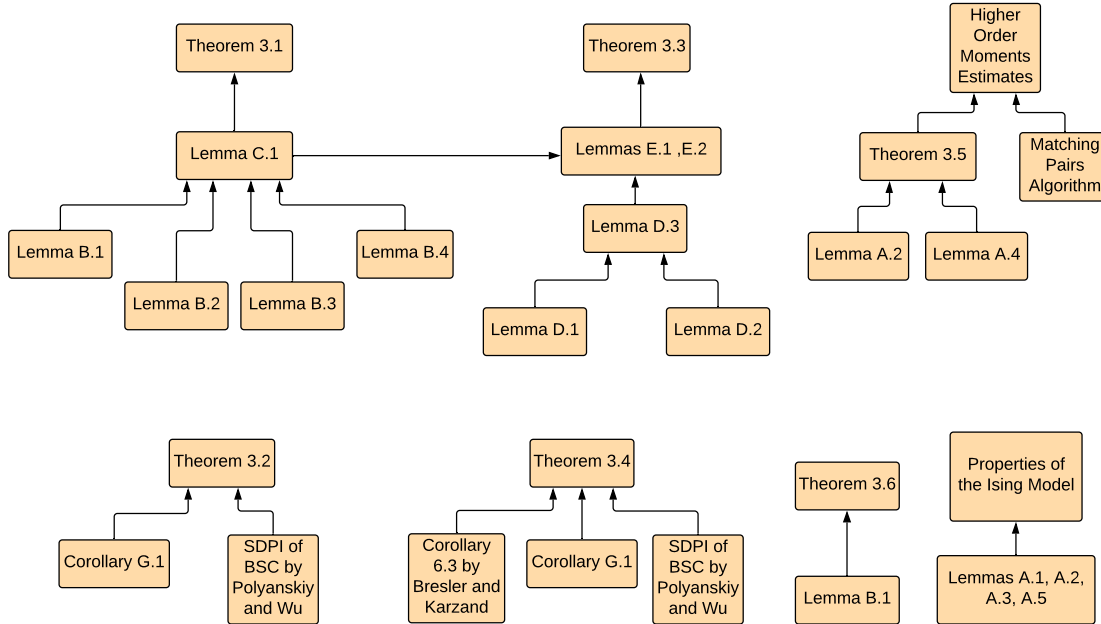 Theorem 3.1
Lemma C.1
Lemma B.1
Lemma B.2
Lemma B.3
Lemma B.4
Theorem 3.3
Lemmas E.1 ,E.2
Lemma D.3
Lemma D.1
Lemma D.2
Higher
Order
Moments
Estimates
Theorem 3.5
Matching
Pairs
Algorithm
Lemma A.2
Lemma A.4
Theorem 3.2
Corollary G.1
SDPI of
BSC by
Polyanskiy
and Wu
Theorem 3.4
Corollary
6.3 by
Bresler and
Karzand
Corollary G.1
SDPI of
BSC by
Polyanskiy
and Wu
Theorem 3.6
Lemma B.1
Properties of
the Ising Model
Lemmas A.1, A.2,
A.3, A.5